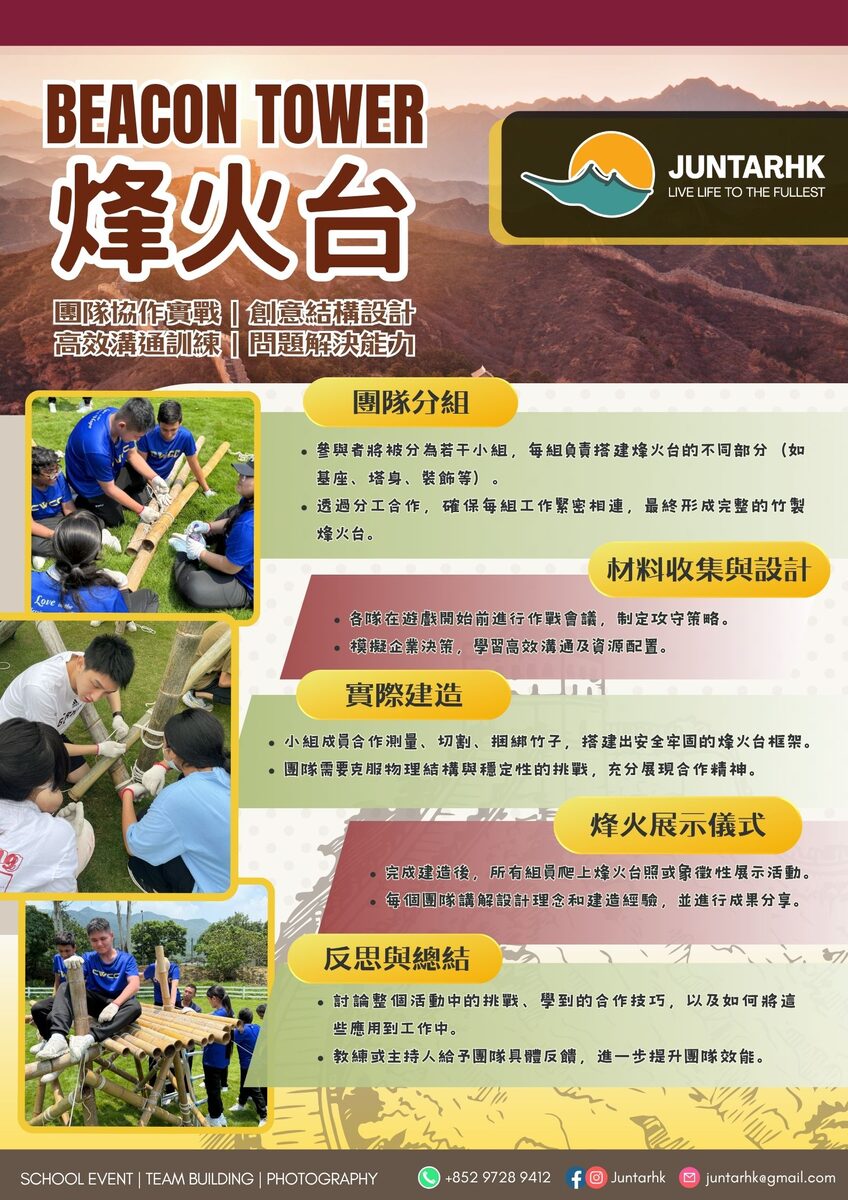 BEACON TOWER
烽火台
團隊協作實戰 | 創意結構設計
高效溝通訓練 | 問題解決能力
JUNTARHK
LIVE LIFE TO THE FULLEST
團隊分組
• 參與者將被分為若干小組，每組負責搭建烽火台的不同部分（如
基座、塔身、裝飾等）。
• 透過分工合作，確保每組工作緊密相連，最終形成完整的竹製
烽火台。
材料收集與設計
• 各隊在遊戲開始前進行作戰會議，制定攻守策略。
• 模擬企業決策，學習高效溝通及資源配置。
實際建造
• 小組成員合作測量、切割、捆綁竹子，搭建出安全牢固的烽火台框架。
• 團隊需要克服物理結構與穩定性的挑戰，充分展現合作精神。
烽火展示儀式
• 完成建造後，所有組員爬上烽火台照或象徵性展示活動。
• 每個團隊講解設計理念和建造經驗，並進行成果分享。
反思與總結
• 討論整個活動中的挑戰、學到的合作技巧，以及如何將這
些應用到工作中。
• 教練或主持人給予團隊具體反饋，進一步提升團隊效能。
CWCC
CWCC
Love
CWCC
SCHOOL EVENT | TEAM BUILDING | PHOTOGRAPHY
+852 9728 9412
Juntarhk
juntarhk@gmail.com